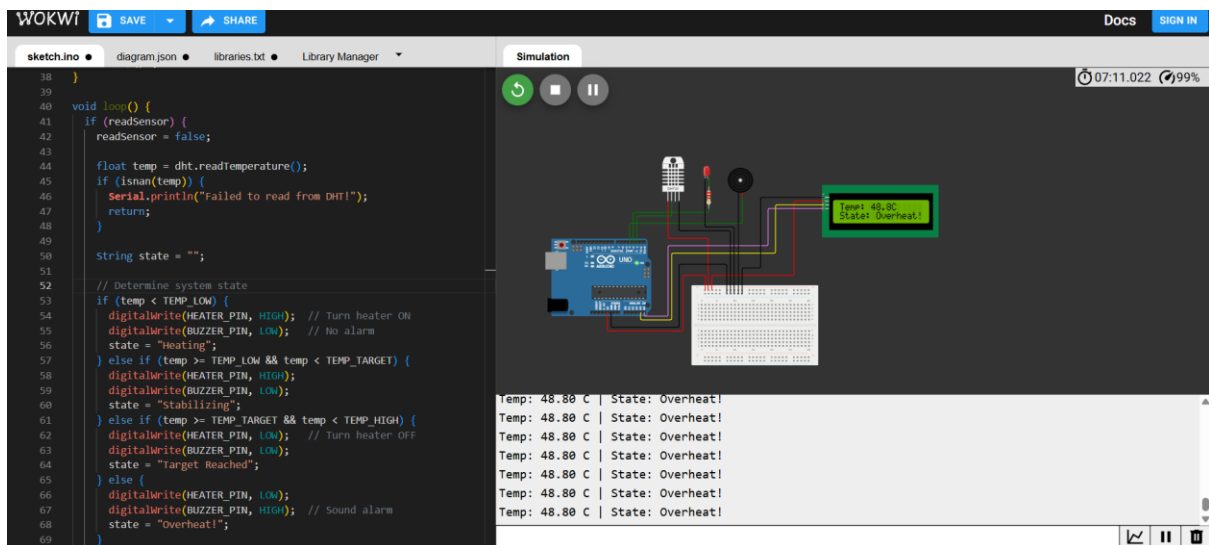 WOKWI SAVE SHARE Docs SIGN IN
sketch.ino ● diagram.json ● libraries.txt ● Library Manager
38 }
39
40 void loop() {
41 if (readSensor) {
42 readSensor = false;
43
44 float temp = dht.readTemperature();
45 if (isnan(temp)) {
46 Serial.println("Failed to read from DHT!");
47 return;
48 }
49
50 String state = "";
51
52 // Determine system state
53 if (temp < TEMP_LOW) {
54 digitalWrite(HEATER_PIN, HIGH); // Turn heater ON
55 digitalWrite(BUZZER_PIN, LOW); // No alarm
56 state = "Heating";
57 } else if (temp >= TEMP_LOW && temp < TEMP_TARGET) {
58 digitalWrite(HEATER_PIN, HIGH);
59 digitalWrite(BUZZER_PIN, LOW);
60 state = "Stabilizing";
61 } else if (temp >= TEMP_TARGET && temp < TEMP_HIGH) {
62 digitalWrite(HEATER_PIN, LOW); // Turn heater OFF
63 digitalWrite(BUZZER_PIN, LOW);
64 state = "Target Reached";
65 } else {
66 digitalWrite(HEATER_PIN, LOW);
67 digitalWrite(BUZZER_PIN, HIGH); // Sound alarm
68 state = "Overheat!";
69 }
Simulation
07:11.022 99%
Temp: 48.8C
State: Overheat!
UNO
ARDUINO
Temp: 48.80 C | State: Overheat!
Temp: 48.80 C | State: Overheat!
Temp: 48.80 C | State: Overheat!
Temp: 48.80 C | State: Overheat!
Temp: 48.80 C | State: Overheat!
Temp: 48.80 C | State: Overheat!
Temp: 48.80 C | State: Overheat!